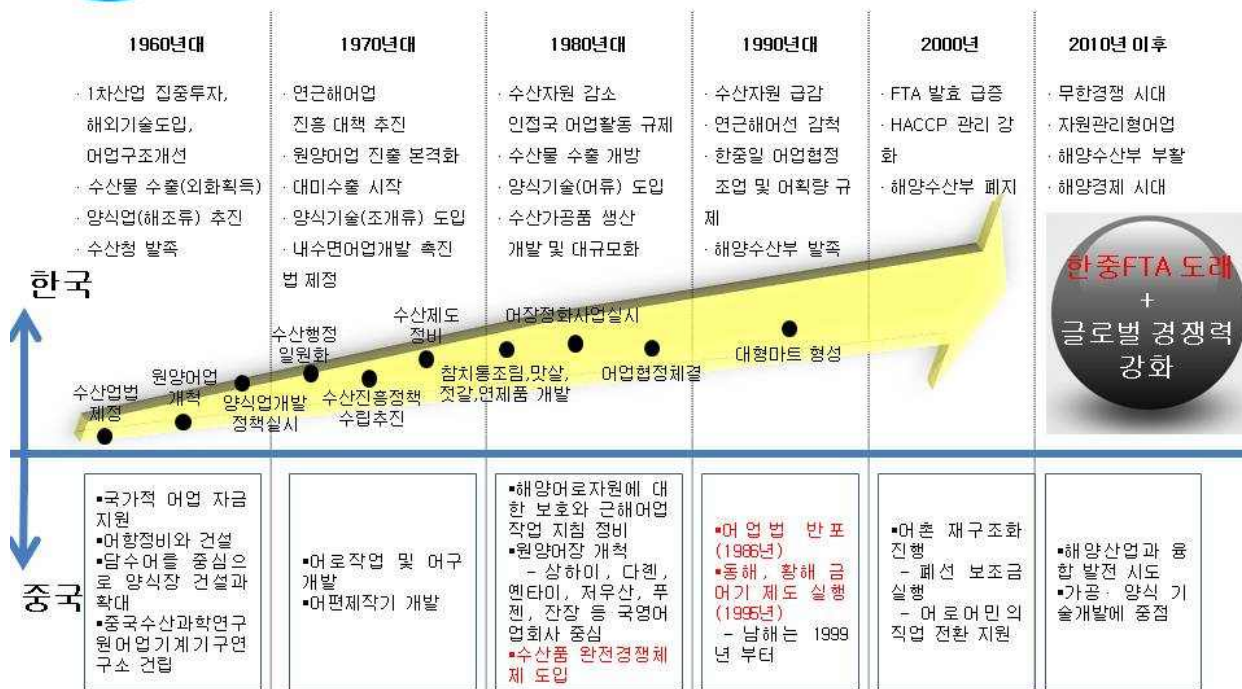 1960년대
1970년대
1980년대
1990년대
2000년
2010년 이후
· 1차산업 집중투자,
해외기술도입,
어업구조개선
· 수산물 수출(외화획득)
· 양식업(해조류) 추진
· 수산청 발족
· 연근해어업
진흥 대책 추진
· 원양어업 진출 본격화
· 대미수출 시작
· 양식기술(조개류) 도입
· 내수면어업개발 촉진
법 제정
· 수산자원 감소
인접국 어업활동 규제
· 수산물 수출 개방
· 양식기술(어류) 도입
· 수산가공품 생산
개발 및 대규모화
· 수산자원 급감
· 연근해어선 감척
· 한중일 어업협정
조업 및 어획량 규
제
· 해양수산부 발족
· FTA 발효 급증
· HACCP 관리 강
화
· 해양수산부 폐지
· 무한경쟁 시대
· 자원관리형어업
· 해양수산부 부활
· 해양경제 시대
한국
수산업법
제정
원양어업
개척
양식업개발
정책실시
수산행정
일원화
수산진흥정책
수립추진
수산제도
정비
참치통조림,맛살,
젓갈,연제품 개발
어장정화사업실시
어업협정체결
대형마트 형성
한중FTA 도래
+
글로벌 경쟁력
강화
중국
▪국가적 어업 자금
지원
▪어항정비와 건설
▪담수어를 중심으
로 양식장 건설과
확대
▪중국수산과학연구
원어업기계기구연
구소 건립
▪어로작업 및 어구
개발
▪어편제작기 개발
▪해양어로자원에 대
한 보호와 근해어업
작업 지침 정비
▪원양어장 개척
– 상하이, 다롄,
옌타이, 저우산, 푸
젠, 잔장 등 국영어
업회사 중심
▪수산품 완전경쟁체
제 도입
▪어업법 반포
(1986년)
▪동해, 황해 금
어기 제도 실행
(1995년)
– 남해는 1999
년 부터
▪어촌 재구조화
진행
– 폐선 보조금
실행
– 어로어민의
직업 전환 지원
▪해양산업과 융
합 발전 시도
▪가공· 양식 기
술개발에 중점